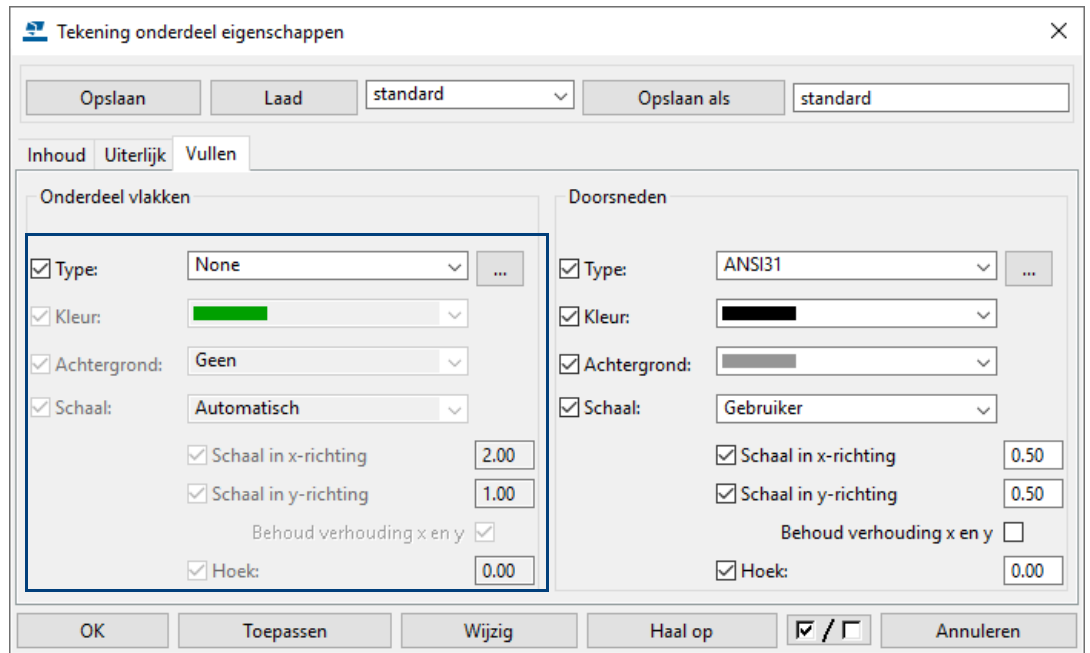 Tekening onderdeel eigenschappen
Opslaan Laad standard Opslaan als standard
Inhoud Uiterlijk Vullen
Onderdeel vlakken
Type: None ...
Kleur:
Achtergrond: Geen
Schaal: Automatisch
Schaal in x-richting 2.00
Schaal in y-richting 1.00
Behoud verhouding x en y
Hoek: 0.00
Doorsneden
Type: ANSI31 ...
Kleur:
Achtergrond:
Schaal: Gebruiker
Schaal in x-richting 0.50
Schaal in y-richting 0.50
Behoud verhouding x en y
Hoek: 0.00
OK Toepassen Wijzig Haal op / Annuleren